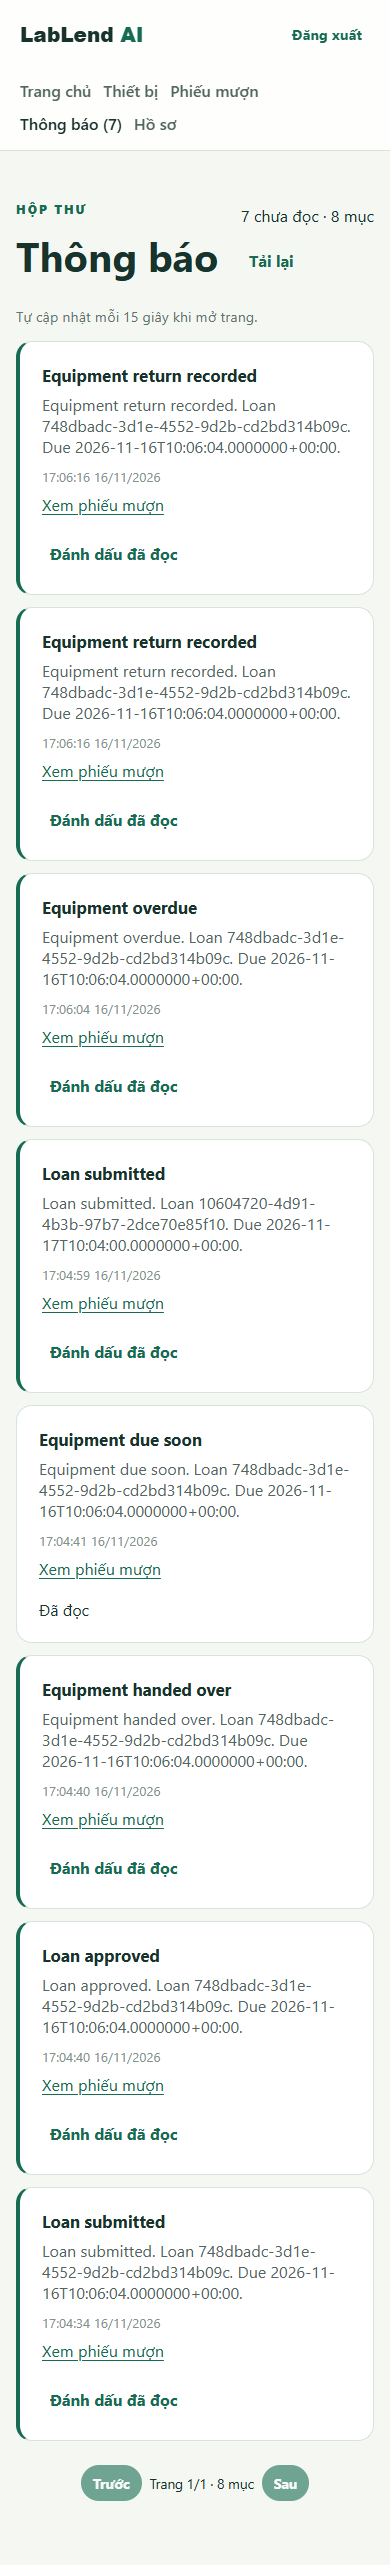 LabLend AI
Đăng xuất
Trang chủ Thiết bị Phiếu mượn
Thông báo (7) Hồ sơ
HỘP THƯ
7 chưa đọc · 8 mục
Thông báo
Tải lại
Tự cập nhật mỗi 15 giây khi mở trang.
Equipment return recorded
Equipment return recorded. Loan
748dbadc-3d1e-4552-9d2b-cd2bd314b09c.
Due 2026-11-16T10:06:04.0000000+00:00.
17:06:16 16/11/2026
Xem phiếu mượn
Đánh dấu đã đọc
Equipment return recorded
Equipment return recorded. Loan
748dbadc-3d1e-4552-9d2b-cd2bd314b09c.
Due 2026-11-16T10:06:04.0000000+00:00.
17:06:16 16/11/2026
Xem phiếu mượn
Đánh dấu đã đọc
Equipment overdue
Equipment overdue. Loan 748dbadc-3d1e-
4552-9d2b-cd2bd314b09c. Due 2026-11-
16T10:06:04.0000000+00:00.
17:06:04 16/11/2026
Xem phiếu mượn
Đánh dấu đã đọc
Loan submitted
Loan submitted. Loan 10604720-4d91-
4b3b-97b7-2dce70e85f10. Due 2026-11-
17T10:04:00.0000000+00:00.
17:04:59 16/11/2026
Xem phiếu mượn
Đánh dấu đã đọc
Equipment due soon
Equipment due soon. Loan 748dbadc-3d1e-
4552-9d2b-cd2bd314b09c. Due 2026-11-
16T10:06:04.0000000+00:00.
17:04:41 16/11/2026
Xem phiếu mượn
Đã đọc
Equipment handed over
Equipment handed over. Loan 748dbadc-
3d1e-4552-9d2b-cd2bd314b09c. Due
2026-11-16T10:06:04.0000000+00:00.
17:04:40 16/11/2026
Xem phiếu mượn
Đánh dấu đã đọc
Loan approved
Loan approved. Loan 748dbadc-3d1e-
4552-9d2b-cd2bd314b09c. Due 2026-11-
16T10:06:04.0000000+00:00.
17:04:40 16/11/2026
Xem phiếu mượn
Đánh dấu đã đọc
Loan submitted
Loan submitted. Loan 748dbadc-3d1e-
4552-9d2b-cd2bd314b09c. Due 2026-11-
16T10:06:04.0000000+00:00.
17:04:34 16/11/2026
Xem phiếu mượn
Đánh dấu đã đọc
Trước Trang 1/1 · 8 mục Sau